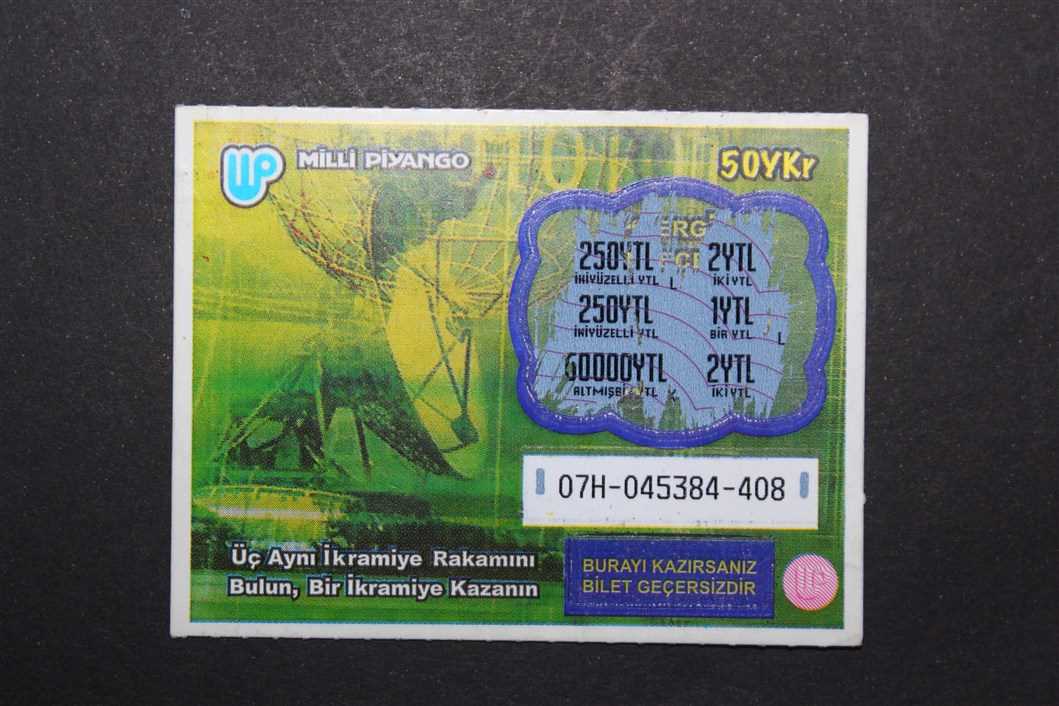 MİLLİ PİYANGO
50YKr
250YTL 2YTL
İKİYÜZELLİ YTL L İKİ YTL
250YTL 1YTL
İKİYÜZELLİ YTL BİR YTL L
60.000YTL 2YTL
K İKİ YTL
07H-045384-408
Üç Aynı İkramiye Rakamını
Bulun, Bir İkramiye Kazanın
BURAYI KAZIRSANIZ
BİLET GEÇERSİZDİR